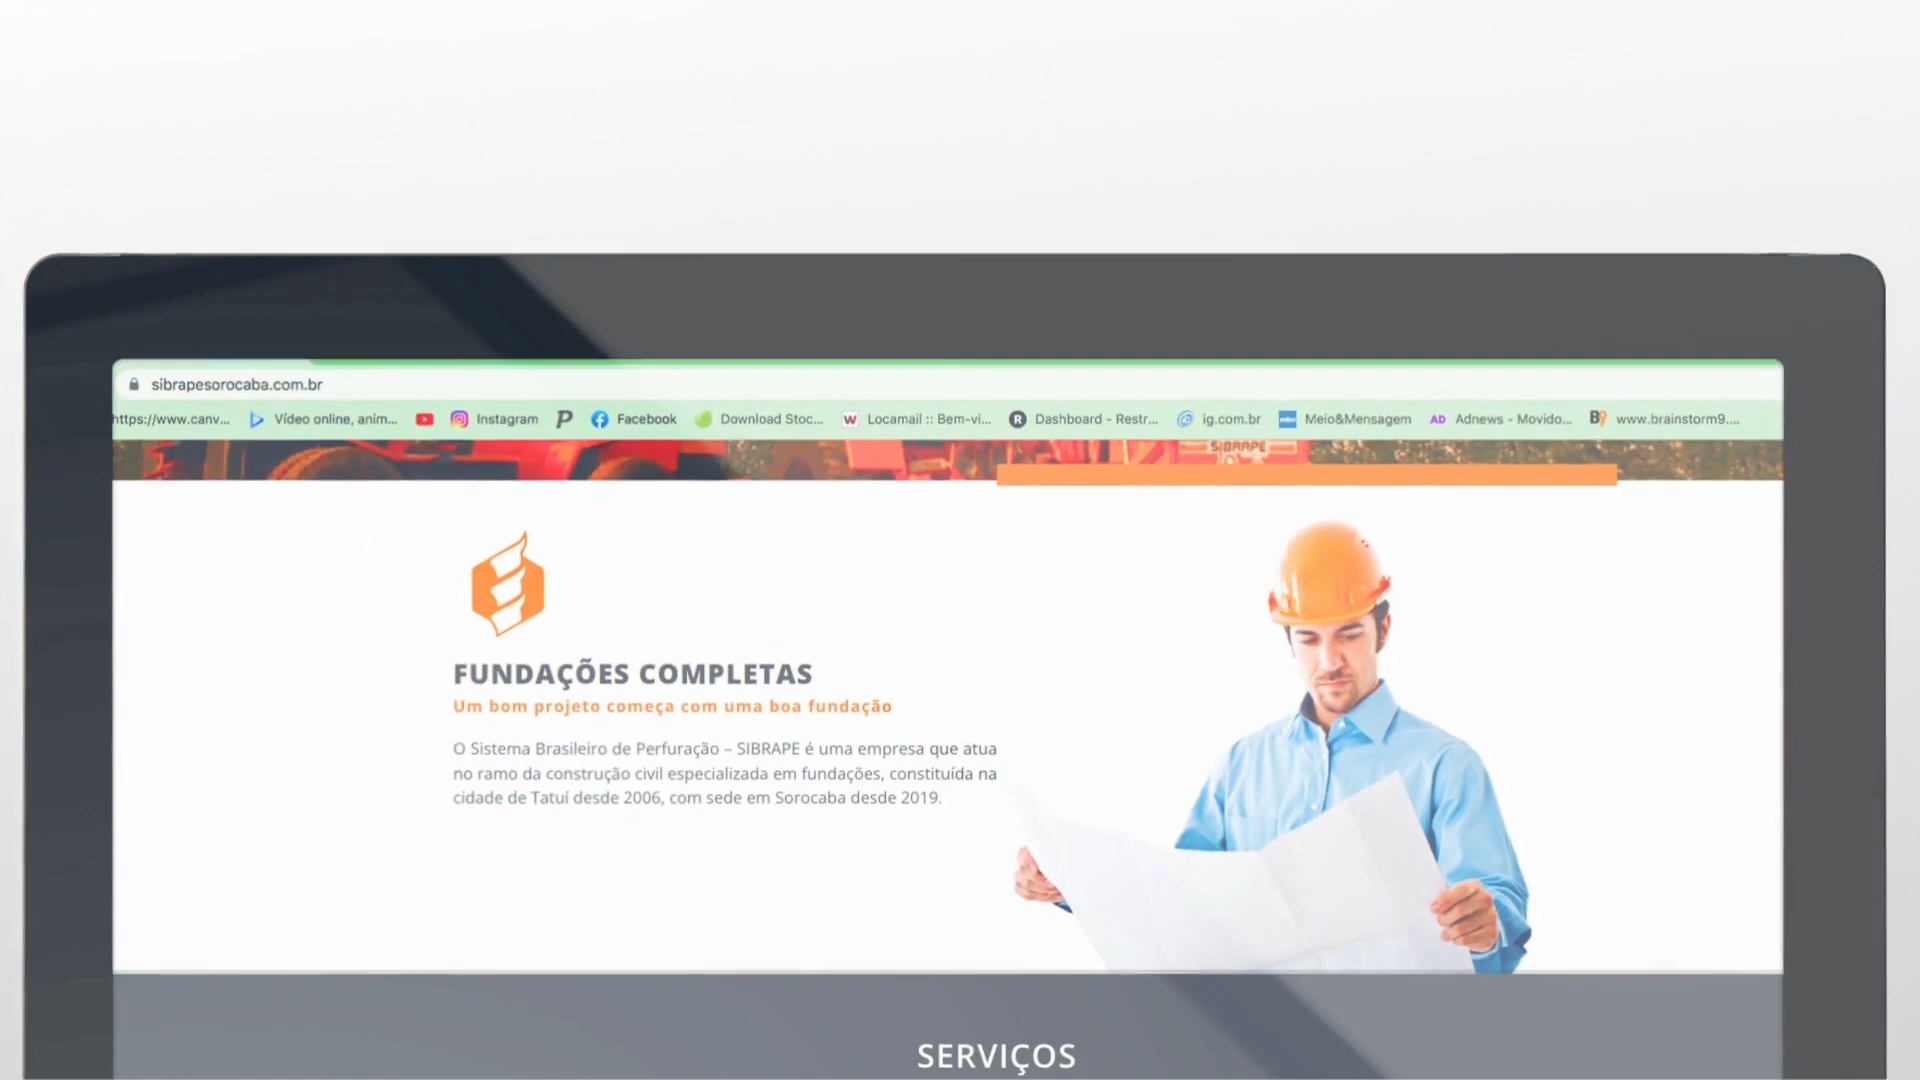 sibrapesorocaba.com.br
https://www.canv... Vídeo online, anim... Instagram Facebook Download Stoc... W Locamail :: Bem-vi... R Dashboard - Restr... ig.com.br Meio&Mensagem AD Adnews - Movido... B9 www.brainstorm9....
SIBRAPE
FUNDAÇÕES COMPLETAS
Um bom projeto começa com uma boa fundação
O Sistema Brasileiro de Perfuração – SIBRAPE é uma empresa que atua
no ramo da construção civil especializada em fundações, constituída na
cidade de Tatuí desde 2006, com sede em Sorocaba desde 2019.
SERVIÇOS